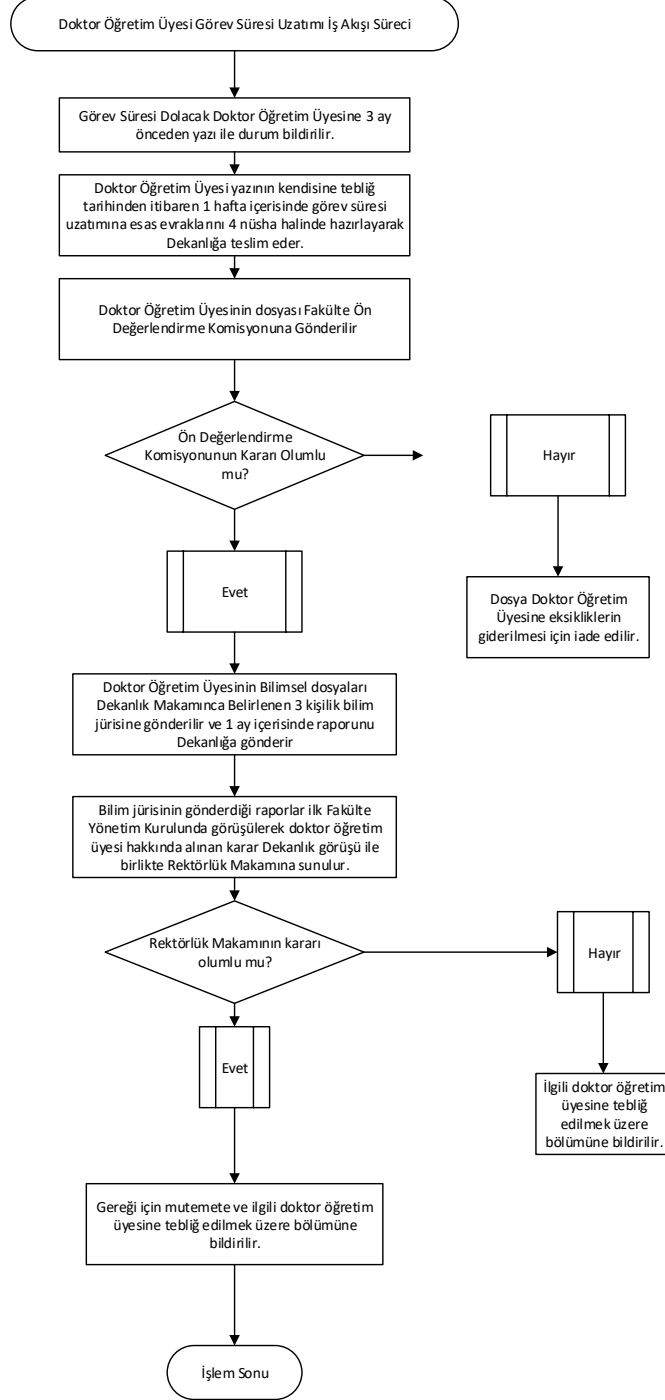 Doktor Öğretim Üyesi Görev Süresi Uzatımı İş Akışı Süreci
Görev Süresi Dolacak Doktor Öğretim Üyesine 3 ay
önceden yazı ile durum bildirilir.
Doktor Öğretim Üyesi yazının kendisine tebliğ
tarihinden itibaren 1 hafta içerisinde görev süresi
uzatımına esas evraklarını 4 nüsha halinde hazırlayarak
Dekanlığa teslim eder.
Doktor Öğretim Üyesinin dosyası Fakülte Ön
Değerlendirme Komisyonuna Gönderilir
Ön Değerlendirme
Komisyonunun Kararı Olumlu
mu?
Hayır
Evet
Dosya Doktor Öğretim
Üyesine eksikliklerin
giderilmesi için iade edilir.
Doktor Öğretim Üyesinin Bilimsel dosyaları
Dekanlık Makamınca Belirlenen 3 kişilik bilim
jürisine gönderilir ve 1 ay içerisinde raporunu
Dekanlığa gönderir
Bilim jürisinin gönderdiği raporlar ilk Fakülte
Yönetim Kurulunda görüşülerek doktor öğretim
üyesi hakkında alınan karar Dekanlık görüşü ile
birlikte Rektörlük Makamına sunulur.
Rektörlük Makamının kararı
olumlu mu?
Hayır
Evet
İlgili doktor öğretim
üyesine tebliğ
edilmek üzere
bölümüne bildirilir.
Gereği için mutemete ve ilgili doktor öğretim
üyesine tebliğ edilmek üzere bölümüne
bildirilir.
İşlem Sonu